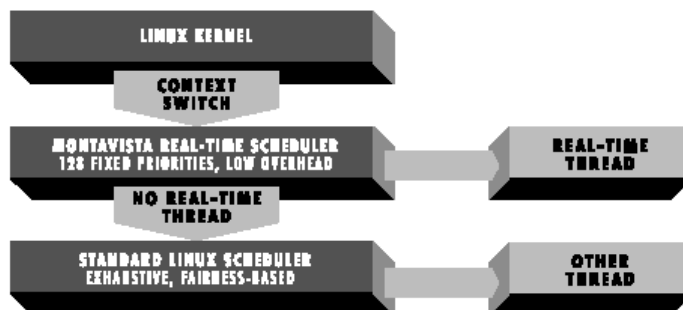 LINUX KERNEL
CONTEXT
SWITCH
MONTAVISTA REAL-TIME SCHEDULER
128 FIXED PRIORITIES, LOW OVERHEAD
REAL-TIME
THREAD
NO REAL-TIME
THREAD
STANDARD LINUX SCHEDULER
EXHAUSTIVE, FAIRNESS-BASED
OTHER
THREAD